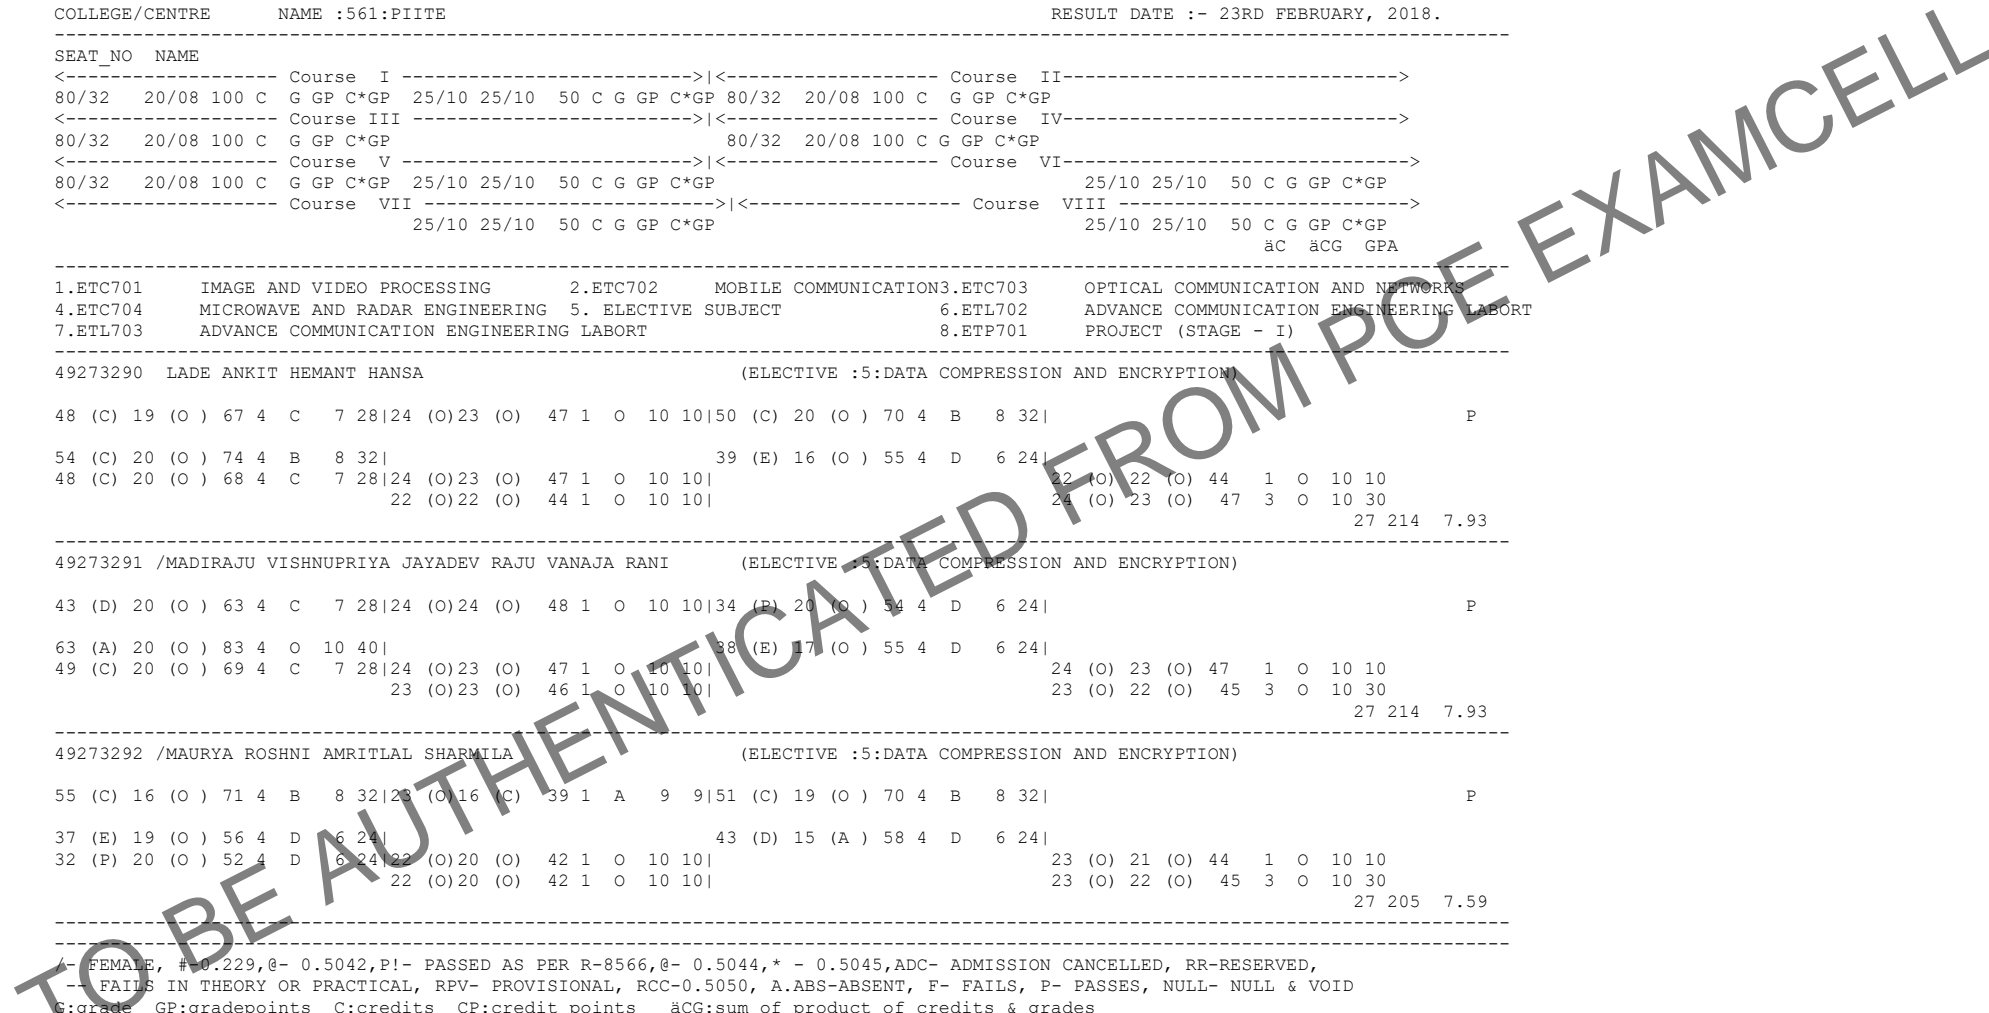 COLLEGE/CENTRE      NAME :561:PIITE      RESULT DATE :- 23RD FEBRUARY, 2018.
SEAT_NO  NAME
<------------------- Course  I -------------------------->|<------------------- Course  II------------------------------>
80/32   20/08 100 C  G GP C*GP  25/10 25/10  50 C G GP C*GP 80/32  20/08 100 C  G GP C*GP
<------------------- Course III ------------------------->|<------------------- Course  IV------------------------------>
80/32   20/08 100 C  G GP C*GP      80/32  20/08 100 C G GP C*GP
<------------------- Course  V -------------------------->|<------------------- Course  VI------------------------------->
80/32   20/08 100 C  G GP C*GP  25/10 25/10  50 C G GP C*GP      25/10 25/10  50 C G GP C*GP
<------------------- Course  VII -------------------------->|<------------------- Course  VIII ------------------------->
25/10 25/10  50 C G GP C*GP      25/10 25/10  50 C G GP C*GP
äC  äCG  GPA
1.ETC701     IMAGE AND VIDEO PROCESSING       2.ETC702     MOBILE COMMUNICATION3.ETC703     OPTICAL COMMUNICATION AND NETWORKS
4.ETC704     MICROWAVE AND RADAR ENGINEERING  5. ELECTIVE SUBJECT      6.ETL702     ADVANCE COMMUNICATION ENGINEERING LABORT
7.ETL703     ADVANCE COMMUNICATION ENGINEERING LABORT      8.ETP701     PROJECT (STAGE - I)
49273290  LADE ANKIT HEMANT HANSA      (ELECTIVE :5:DATA COMPRESSION AND ENCRYPTION)
48 (C) 19 (O ) 67 4  C   7 28|24 (O)23 (O)  47 1  O  10 10|50 (C) 20 (O ) 70 4  B   8 32|      P
54 (C) 20 (O ) 74 4  B   8 32|      39 (E) 16 (O ) 55 4  D   6 24|
48 (C) 20 (O ) 68 4  C   7 28|24 (O)23 (O)  47 1  O  10 10|      22 (O) 22 (O) 44   1  O  10 10
22 (O)22 (O)  44 1  O  10 10|      24 (O) 23 (O)  47  3  O  10 30
27 214  7.93
49273291 /MADIRAJU VISHNUPRIYA JAYADEV RAJU VANAJA RANI      (ELECTIVE :5:DATA COMPRESSION AND ENCRYPTION)
43 (D) 20 (O ) 63 4  C   7 28|24 (O)24 (O)  48 1  O  10 10|34 (P) 20 (O ) 54 4  D   6 24|      P
63 (A) 20 (O ) 83 4  O  10 40|      38 (E) 17 (O ) 55 4  D   6 24|
49 (C) 20 (O ) 69 4  C   7 28|24 (O)23 (O)  47 1  O  10 10|      24 (O) 23 (O) 47   1  O  10 10
23 (O)23 (O)  46 1  O  10 10|      23 (O) 22 (O)  45  3  O  10 30
27 214  7.93
49273292 /MAURYA ROSHNI AMRITLAL SHARMILA      (ELECTIVE :5:DATA COMPRESSION AND ENCRYPTION)
55 (C) 16 (O ) 71 4  B   8 32|23 (O)16 (C)  39 1  A   9  9|51 (C) 19 (O ) 70 4  B   8 32|      P
37 (E) 19 (O ) 56 4  D   6 24|      43 (D) 15 (A ) 58 4  D   6 24|
32 (P) 20 (O ) 52 4  D   6 24|22 (O)20 (O)  42 1  O  10 10|      23 (O) 21 (O) 44   1  O  10 10
22 (O)20 (O)  42 1  O  10 10|      23 (O) 22 (O)  45  3  O  10 30
27 205  7.59
/- FEMALE, #-0.229,@- 0.5042,P!- PASSED AS PER R-8566,@- 0.5044,* - 0.5045,ADC- ADMISSION CANCELLED, RR-RESERVED,
-- FAILS IN THEORY OR PRACTICAL, RPV- PROVISIONAL, RCC-0.5050, A.ABS-ABSENT, F- FAILS, P- PASSES, NULL- NULL & VOID
G:grade  GP:gradepoints  C:credits  CP:credit points   äCG:sum of product of credits & grades
TO BE AUTHENTICATED FROM PCE EXAMCELL